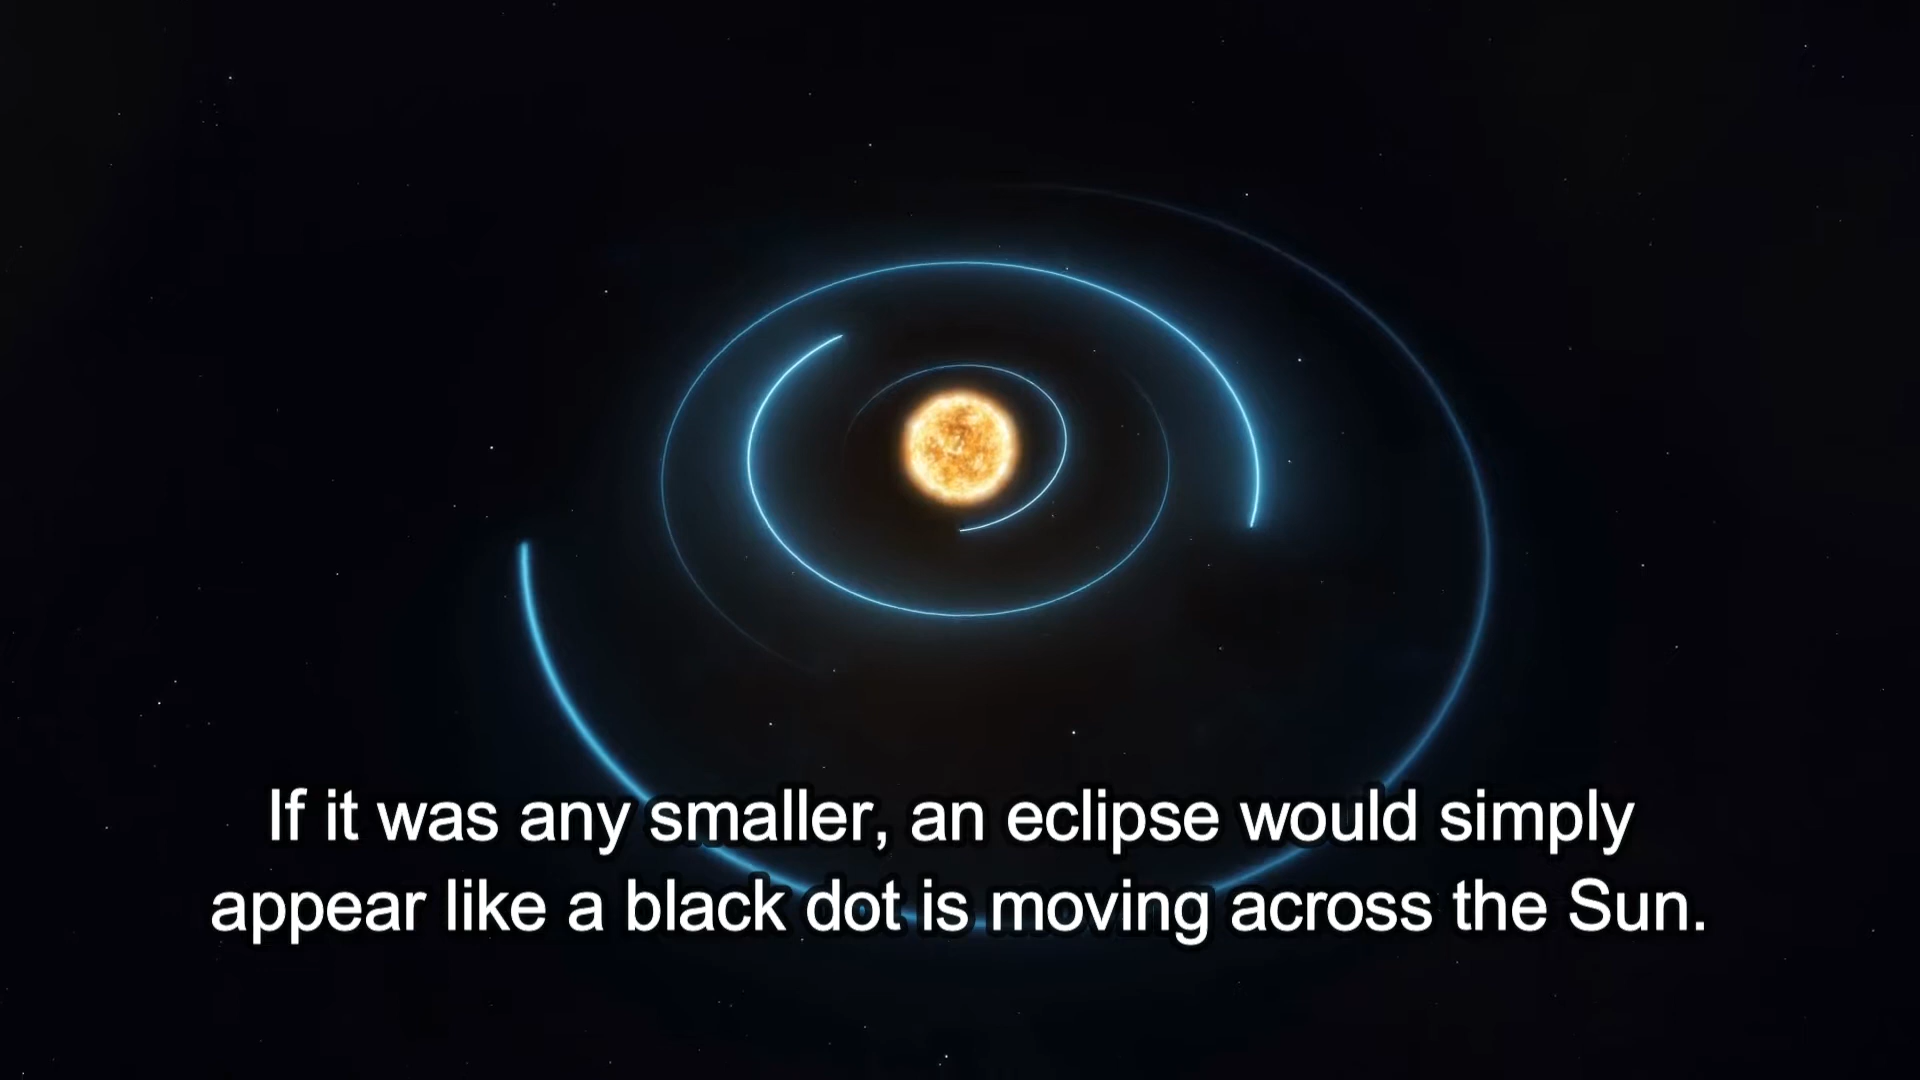 If it was any smaller, an eclipse would simply
appear like a black dot is moving across the Sun.